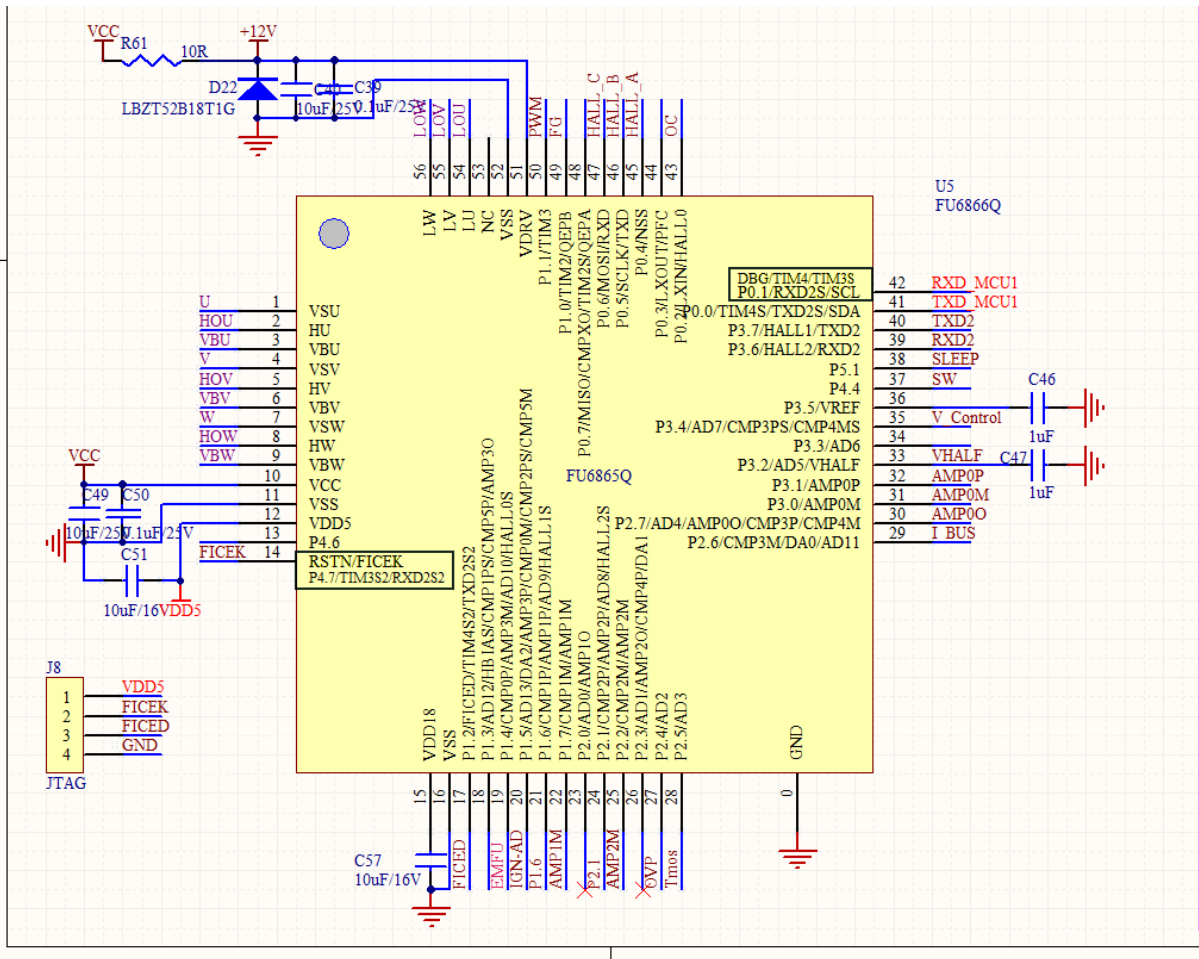 VCC
R61
10R
+12V
D22
LBZT52B18T1G
C40
10uF/25V
C39
0.1uF/25V
LOW
LOV
LOU
PWM
FG
HALL_C
HALL_B
HALL_A
OC
56
55
54
53
52
51
50
49
48
47
46
45
44
43
LW
LV
LU
NC
VSS
VDRV
P1.1/TIM3
P1.0/TIM2/QEPB
P0.7/MISO/CMPXO/TIM2S/QEPA
P0.6/MOSI/RXD
P0.5/SCLK/TXD
P0.4/NSS
P0.3/LXOUT/PFC
P0.2/LXIN/HALL0
U5
FU6866Q
U 1 VSU
HOU 2 HU
VBU 3 VBU
V 4 VSV
HOV 5 HV
VBV 6 VBV
W 7 VSW
HOW 8 HW
VBW 9 VBW
10 VCC
11 VSS
12 VDD5
13 P4.6
FICEK 14 RSTN/FICEK
P4.7/TIM3S2/RXD2S2
DBG/TIM4/TIM3S
P0.1/RXD2S/SCL 42 RXD_MCU1
P0.0/TIM4S/TXD2S/SDA 41 TXD_MCU1
P3.7/HALL1/TXD2 40 TXD2
P3.6/HALL2/RXD2 39 RXD2
P5.1 38 SLEEP
P4.4 37 SW
P3.5/VREF 36
P3.4/AD7/CMP3PS/CMP4MS 35 V_Control
P3.3/AD6 34
P3.2/AD5/VHALF 33 VHALF
P3.1/AMP0P 32 AMP0P
P3.0/AMP0M 31 AMP0M
P2.7/AD4/AMP0O/CMP3P/CMP4M 30 AMP0O
P2.6/CMP3M/DA0/AD11 29 I_BUS
C46
1uF
C47
1uF
FU6865Q
VCC
C49
10uF/25V
C50
0.1uF/25V
C51
10uF/16V
VDD5
J8
1 VDD5
2 FICEK
3 FICED
4 GND
JTAG
VDD18
VSS
P1.2/FICED/TIM4S2/TXD2S2
P1.3/AD12/HBIAS/CMP1PS/CMP5P/AMP3O
P1.4/CMP0P/AMP3M/AD10/HALL0S
P1.5/AD13/DA2/AMP3P/CMP0M/CMP2PS/CMP5M
P1.6/CMP1P/AMP1P/AD9/HALL1S
P1.7/CMP1M/AMP1M
P2.0/AD0/AMP1O
P2.1/CMP2P/AMP2P/AD8/HALL2S
P2.2/CMP2M/AMP2M
P2.3/AD1/AMP2O/CMP4P/DA1
P2.4/AD2
P2.5/AD3
GND
15
16
17
18
19
20
21
22
23
24
25
26
27
28
0
C57
10uF/16V
FICED
EMFU
IGN-AD
P1.6
AMP1M
P2.1
AMP2M
OVP
Tmos